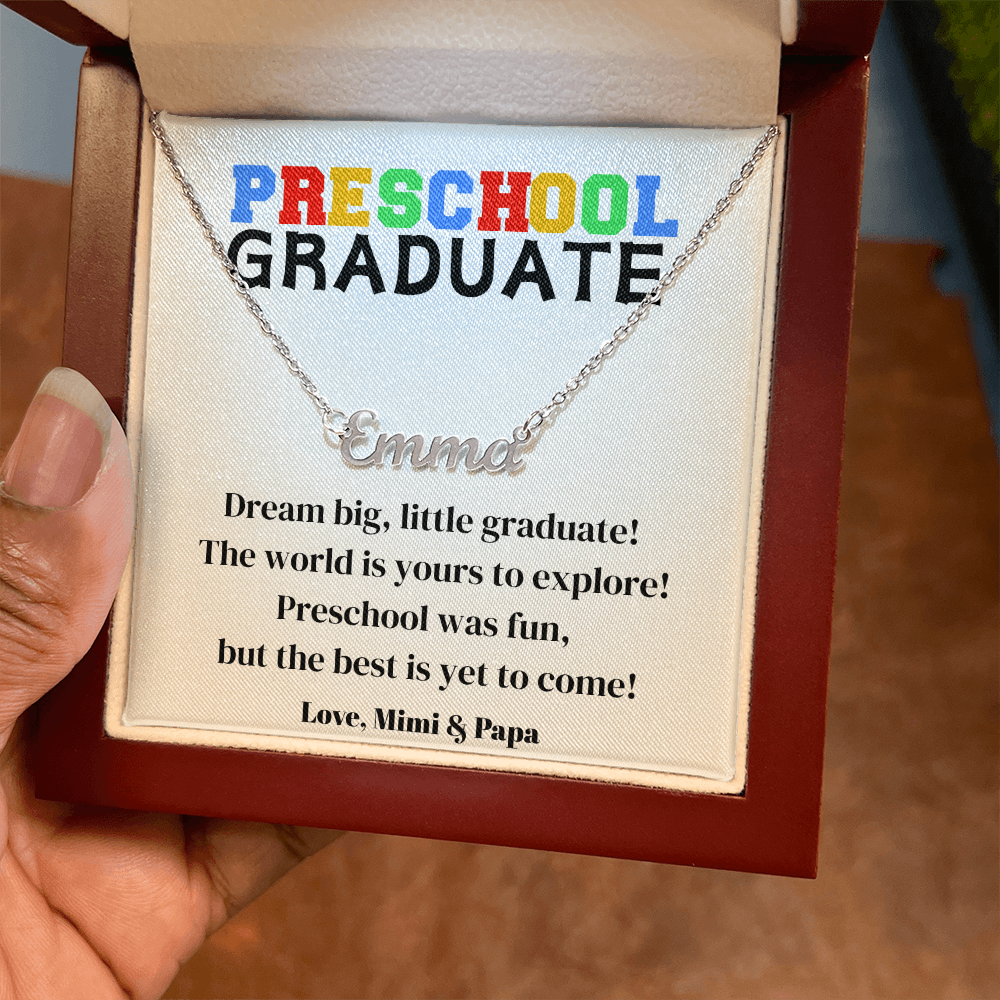 PRESCHOOL
GRADUATE
Emma
Dream big, little graduate!
The world is yours to explore!
Preschool was fun,
but the best is yet to come!
Love, Mimi & Papa